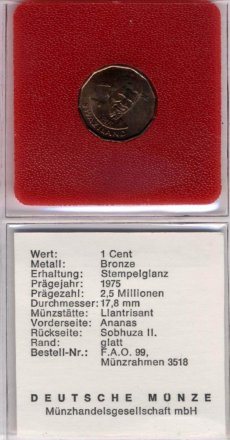 SWAZILAND
Wert: 1 Cent
Metall: Bronze
Erhaltung: Stempelglanz
Prägejahr: 1975
Prägezahl: 2,5 Millionen
Durchmesser: 17,8 mm
Münzstätte: Llantrisant
Vorderseite: Ananas
Rückseite: Sobhuza II.
Rand: glatt
Bestell-Nr.: F.A.O. 99,
Münzrahmen 3518
DEUTSCHE MÜNZE
Münzhandelsgesellschaft mbH